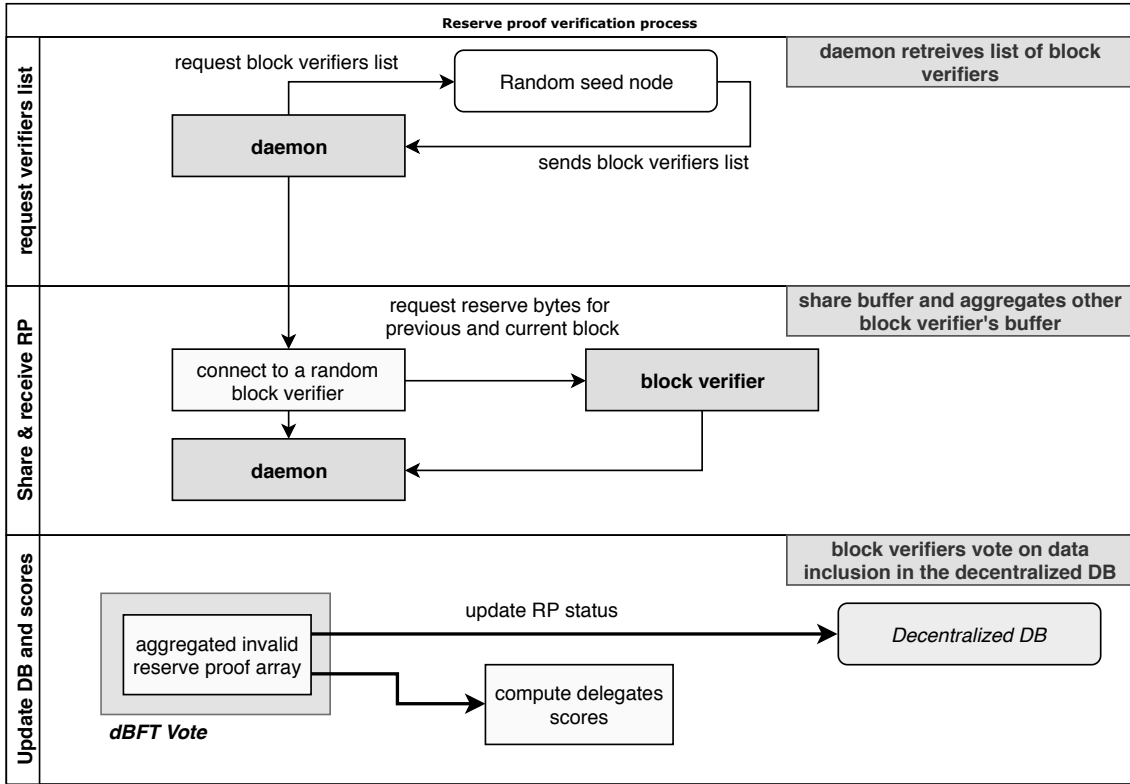 Reserve proof verification process
request verifiers list
daemon retreives list of block
verifiers
request block verifiers list
Random seed node
daemon
sends block verifiers list
Share & receive RP
share buffer and aggregates other
block verifier's buffer
request reserve bytes for
previous and current block
connect to a random
block verifier
block verifier
daemon
Update DB and scores
block verifiers vote on data
inclusion in the decentralized DB
update RP status
Decentralized DB
aggregated invalid
reserve proof array
compute delegates
scores
dBFT Vote